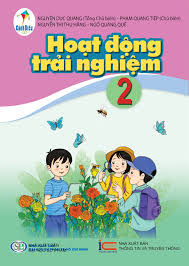 Cánh Diều
NGUYỄN DỤC QUANG (Tổng Chủ biên) - PHẠM QUANG TIỆP (Chủ biên)
NGUYỄN THỊ THU HẰNG - NGÔ QUANG QUẾ
Hoạt động
trải nghiệm
2
NHÀ XUẤT BẢN
THÔNG TIN VÀ TRUYỀN THÔNG